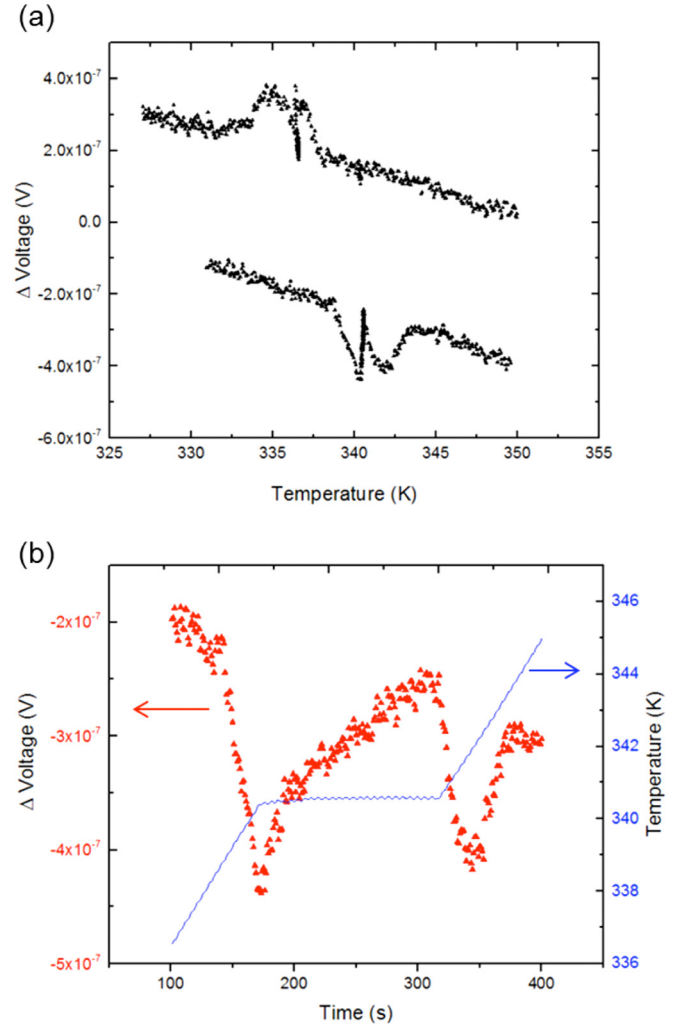 (a)
4.0x10⁻⁷
2.0x10⁻⁷
0.0
-2.0x10⁻⁷
-4.0x10⁻⁷
-6.0x10⁻⁷
Δ Voltage (V)
325 330 335 340 345 350 355
Temperature (K)
(b)
-2x10⁻⁷
-3x10⁻⁷
-4x10⁻⁷
-5x10⁻⁷
Δ Voltage (V)
346
344
342
340
338
336
Temperature (K)
100 200 300 400
Time (s)